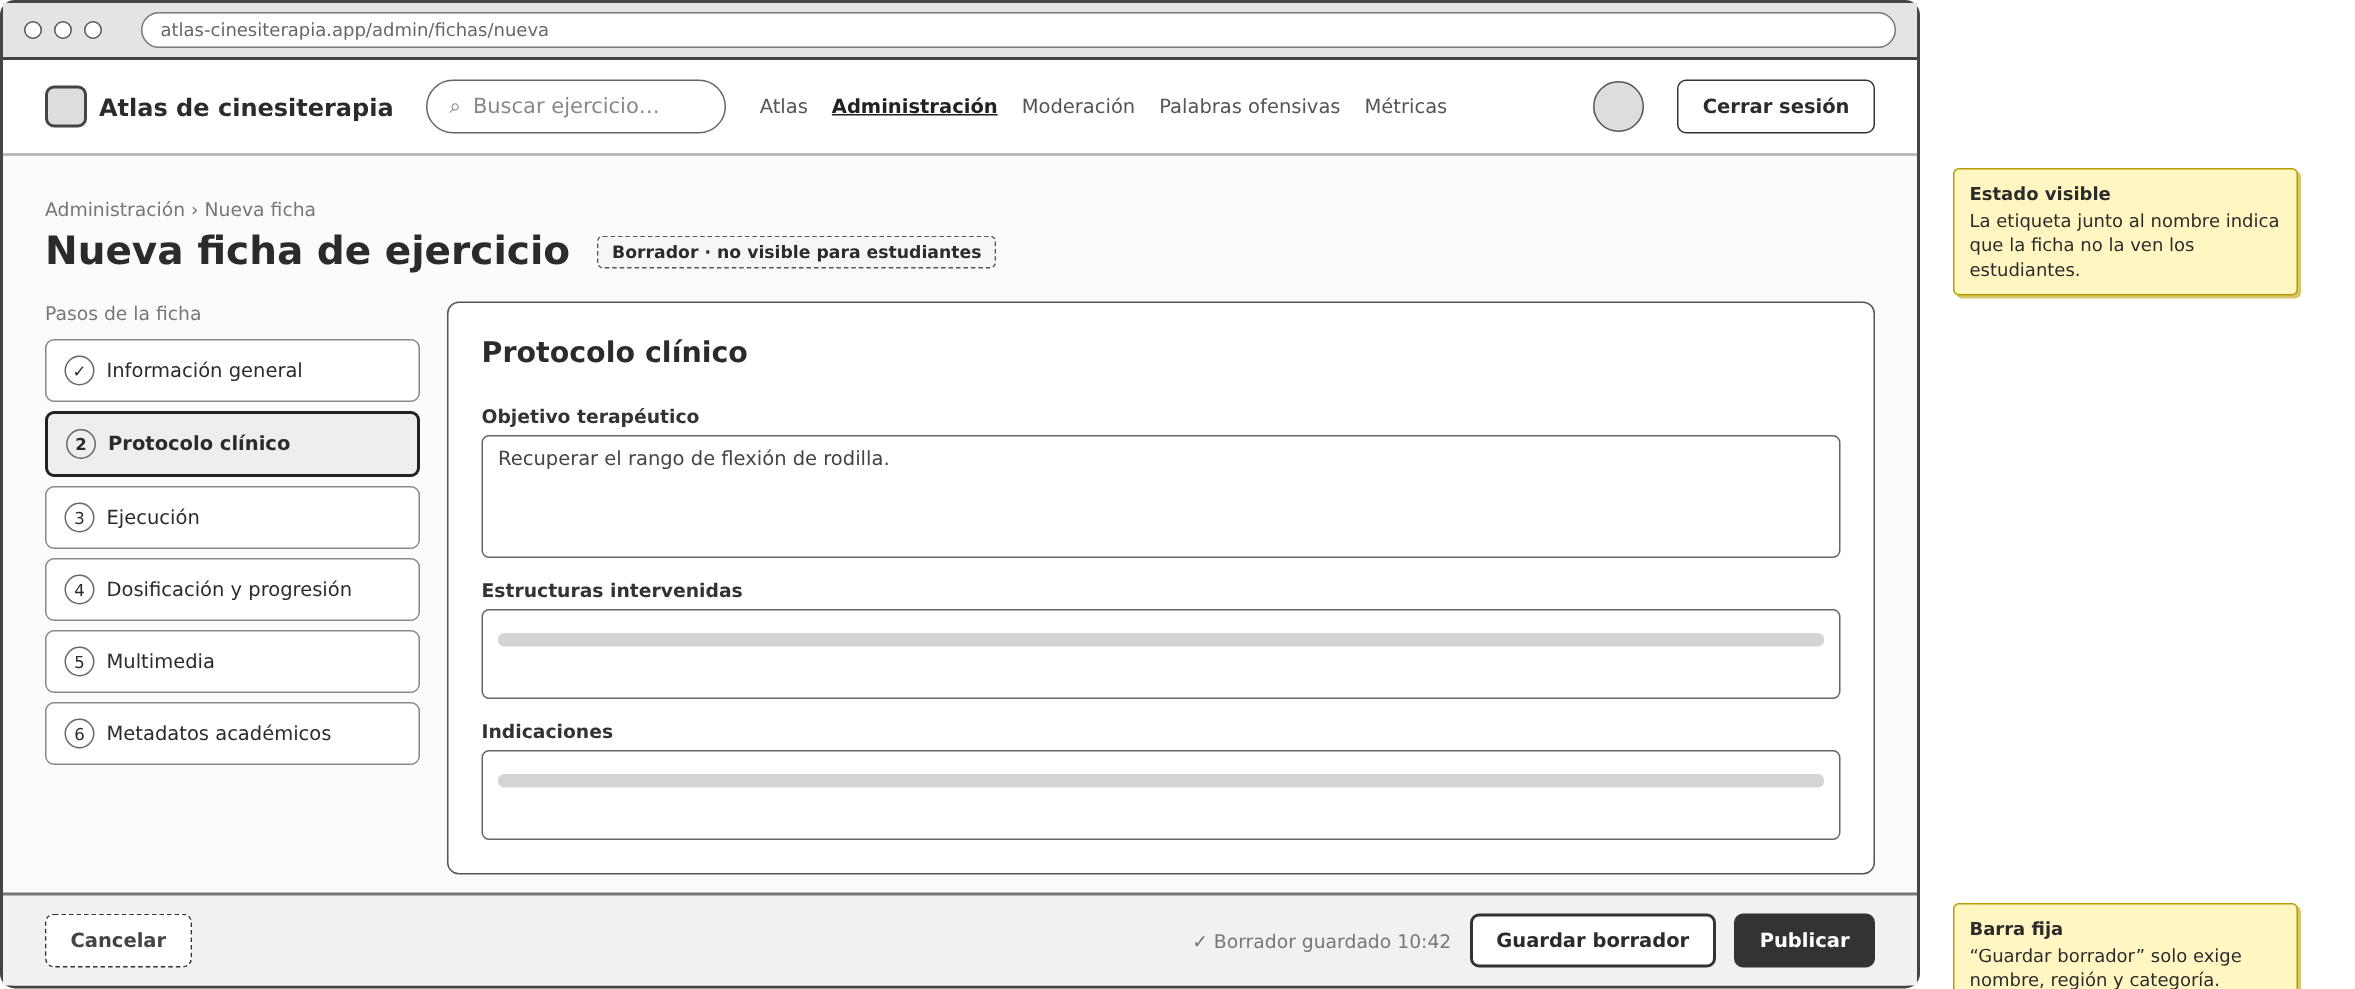 atlas-cinesiterapia.app/admin/fichas/nueva
Atlas de cinesiterapia
Buscar ejercicio...
Atlas
Administración
Moderación
Palabras ofensivas
Métricas
Cerrar sesión
Administración › Nueva ficha
Nueva ficha de ejercicio
Borrador · no visible para estudiantes
Pasos de la ficha
✓ Información general
2 Protocolo clínico
3 Ejecución
4 Dosificación y progresión
5 Multimedia
6 Metadatos académicos
Protocolo clínico
Objetivo terapéutico
Recuperar el rango de flexión de rodilla.
Estructuras intervenidas
Indicaciones
Cancelar
✓ Borrador guardado 10:42
Guardar borrador
Publicar
Estado visible
La etiqueta junto al nombre indica
que la ficha no la ven los
estudiantes.
Barra fija
“Guardar borrador” solo exige
nombre, región y categoría.